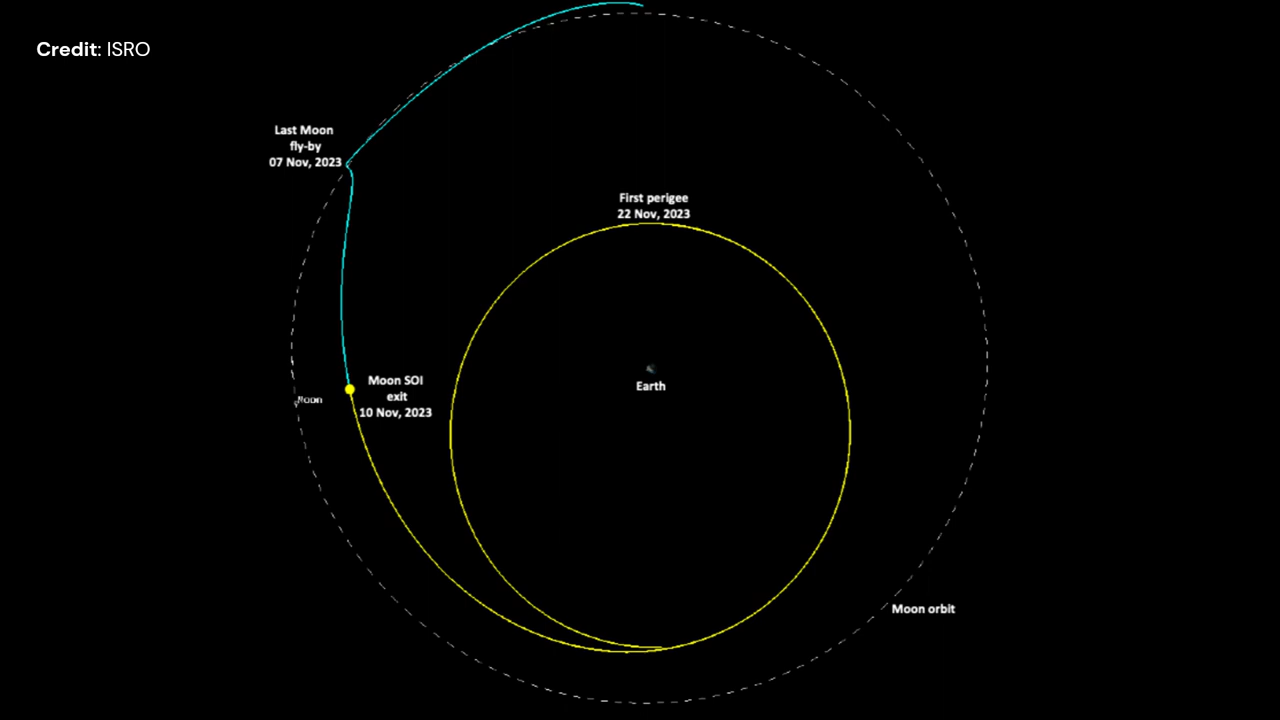 Credit: ISRO
Last Moon
fly-by
07 Nov, 2023
First perigee
22 Nov, 2023
Earth
Moon SOI
exit
10 Nov, 2023
Moon
Moon orbit